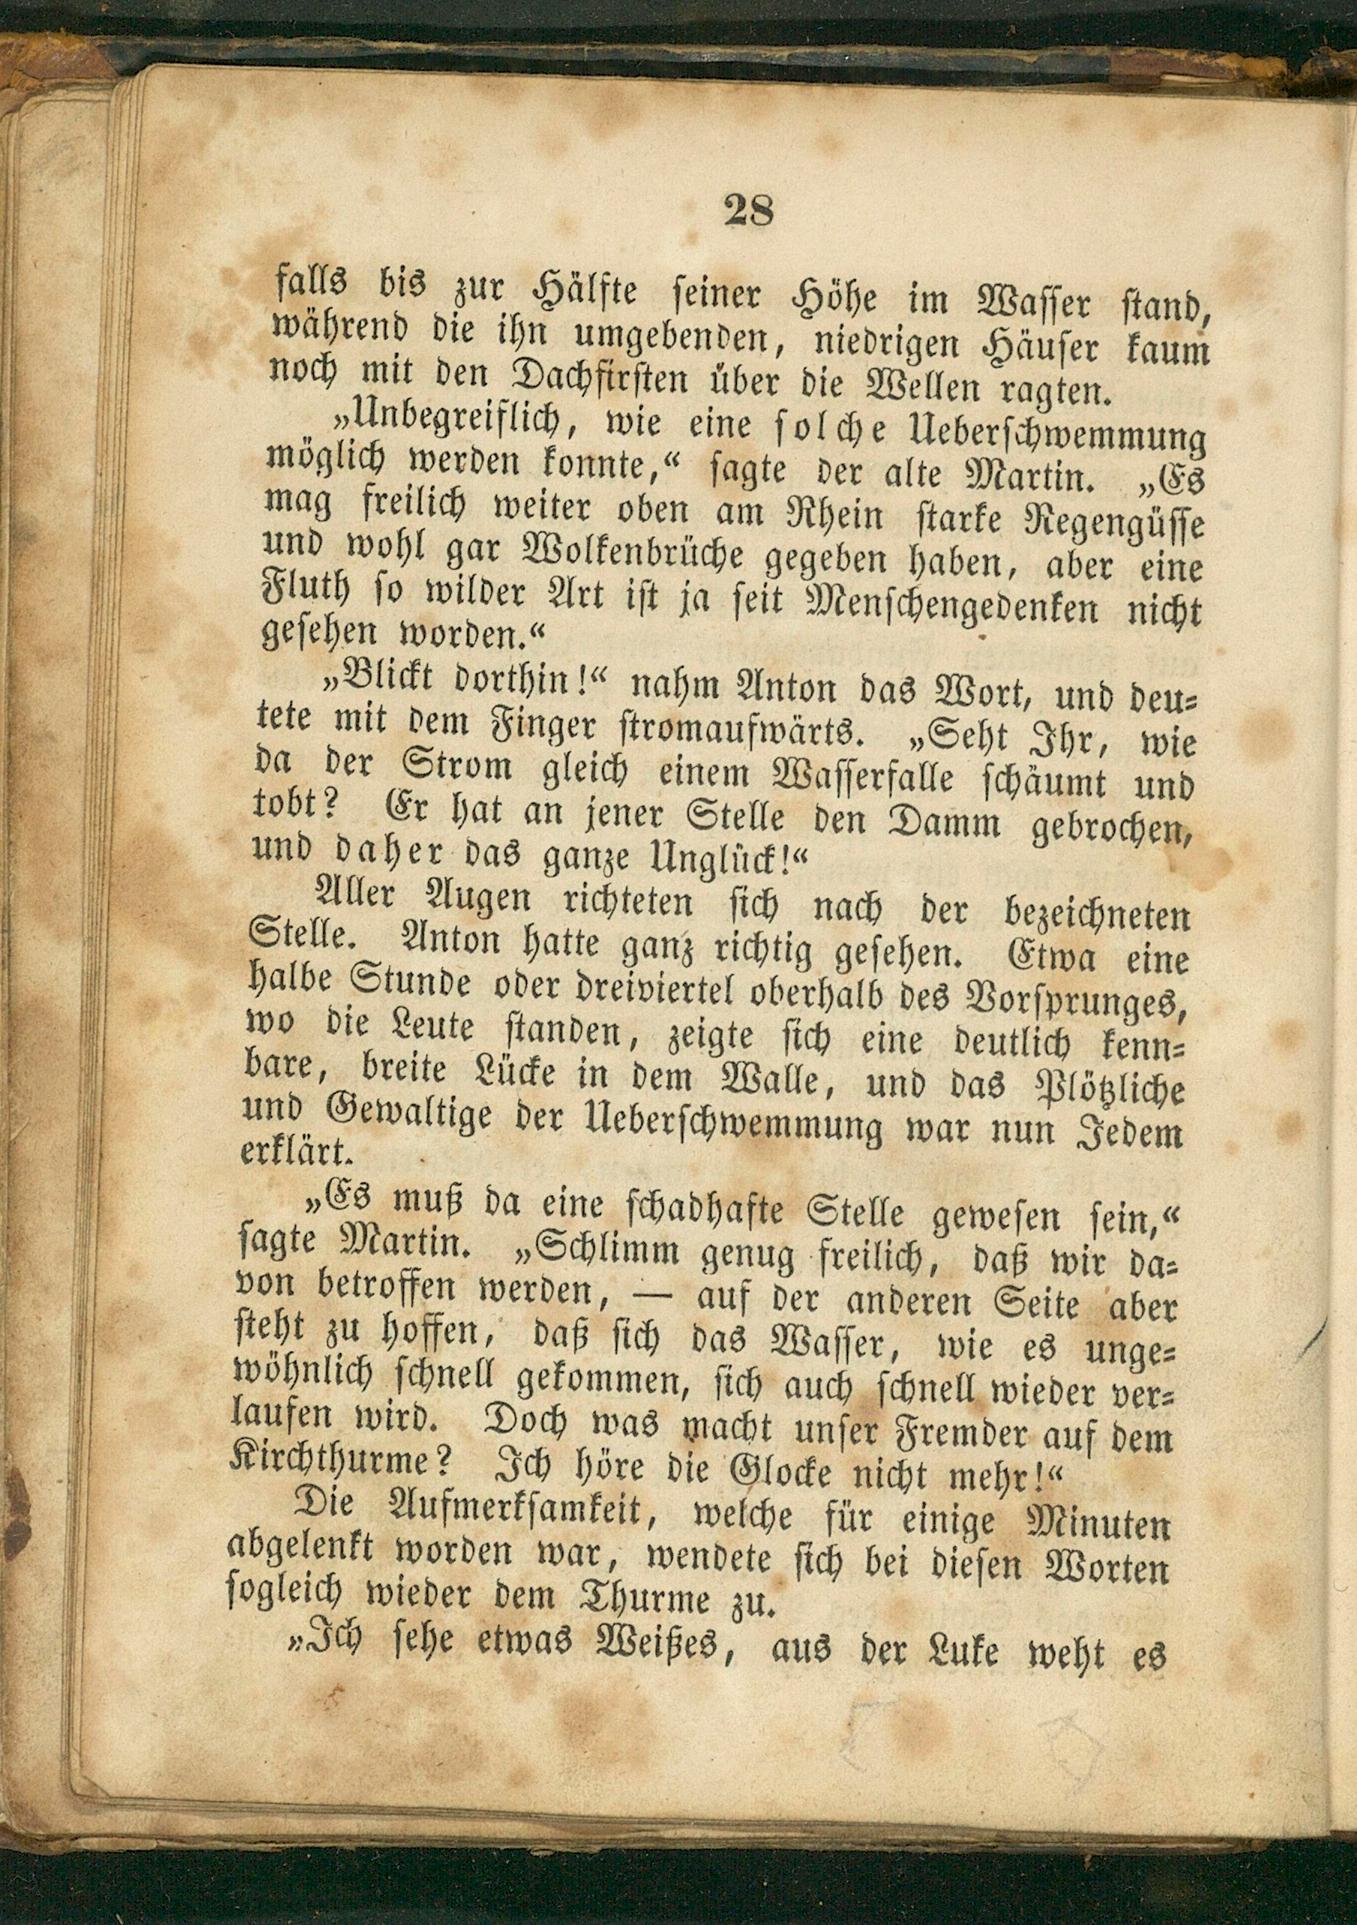 28
falls bis zur Hälfte seiner Höhe im Wasser stand,
während die ihn umgebenden, niedrigen Häuser kaum
noch mit den Dachfirsten über die Wellen ragten.
„Unbegreiflich, wie eine solche Ueberschwemmung
möglich werden konnte,“ sagte der alte Martin. „Es
mag freilich weiter oben am Rhein starke Regengüsse
und wohl gar Wolkenbrüche gegeben haben, aber eine
Fluth so wilder Art ist ja seit Menschengedenken nicht
gesehen worden.“
„Blickt dorthin!“ nahm Anton das Wort, und deu-
tete mit dem Finger stromaufwärts. „Seht Ihr, wie
da der Strom gleich einem Wasserfalle schäumt und
tobt? Er hat an jener Stelle den Damm gebrochen,
und daher das ganze Unglück!“
Aller Augen richteten sich nach der bezeichneten
Stelle. Anton hatte ganz richtig gesehen. Etwa eine
halbe Stunde oder dreiviertel oberhalb des Vorsprunges,
wo die Leute standen, zeigte sich eine deutlich kenn-
bare, breite Lücke in dem Walle, und das Plötzliche
und Gewaltige der Ueberschwemmung war nun Jedem
erklärt.
„Es muß da eine schadhafte Stelle gewesen sein,“
sagte Martin. „Schlimm genug freilich, daß wir da-
von betroffen werden, — auf der anderen Seite aber
steht zu hoffen, daß sich das Wasser, wie es unge-
wöhnlich schnell gekommen, sich auch schnell wieder ver-
laufen wird. Doch was macht unser Fremder auf dem
Kirchthurme? Ich höre die Glocke nicht mehr!“
Die Aufmerksamkeit, welche für einige Minuten
abgelenkt worden war, wendete sich bei diesen Worten
sogleich wieder dem Thurme zu.
„Ich sehe etwas Weißes, aus der Luke weht es